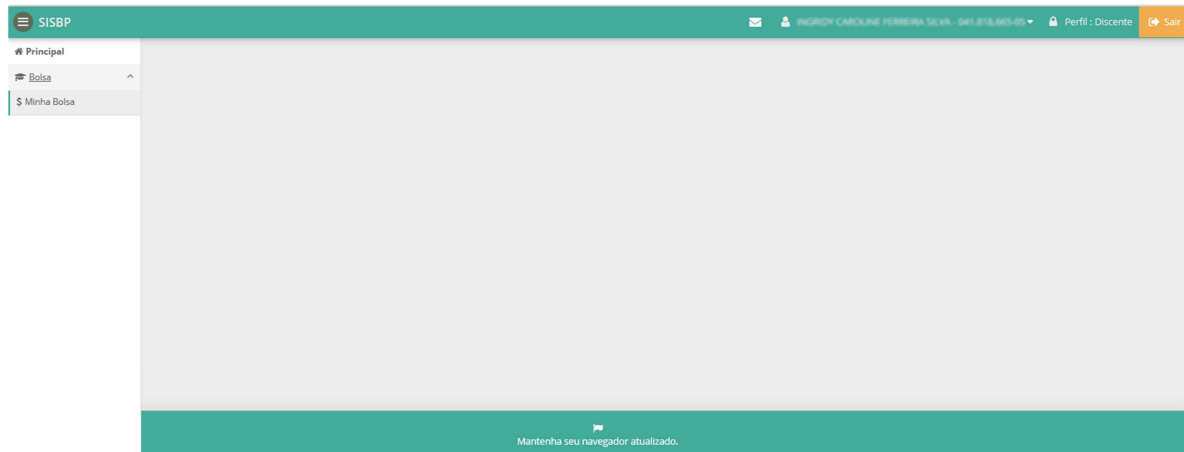 SISBP
Perfil : Discente
Sair
Principal
Bolsa
$ Minha Bolsa
Mantenha seu navegador atualizado.